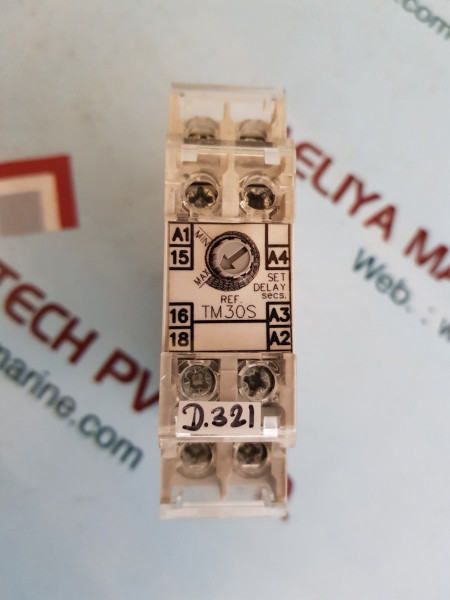 A1
15
MIN
MAX
A4
SET
DELAY
secs.
REF.
TM30S
16
18
A3
A2
D.321
ELIYA MA
Web. : w
TECH PV
marine.com